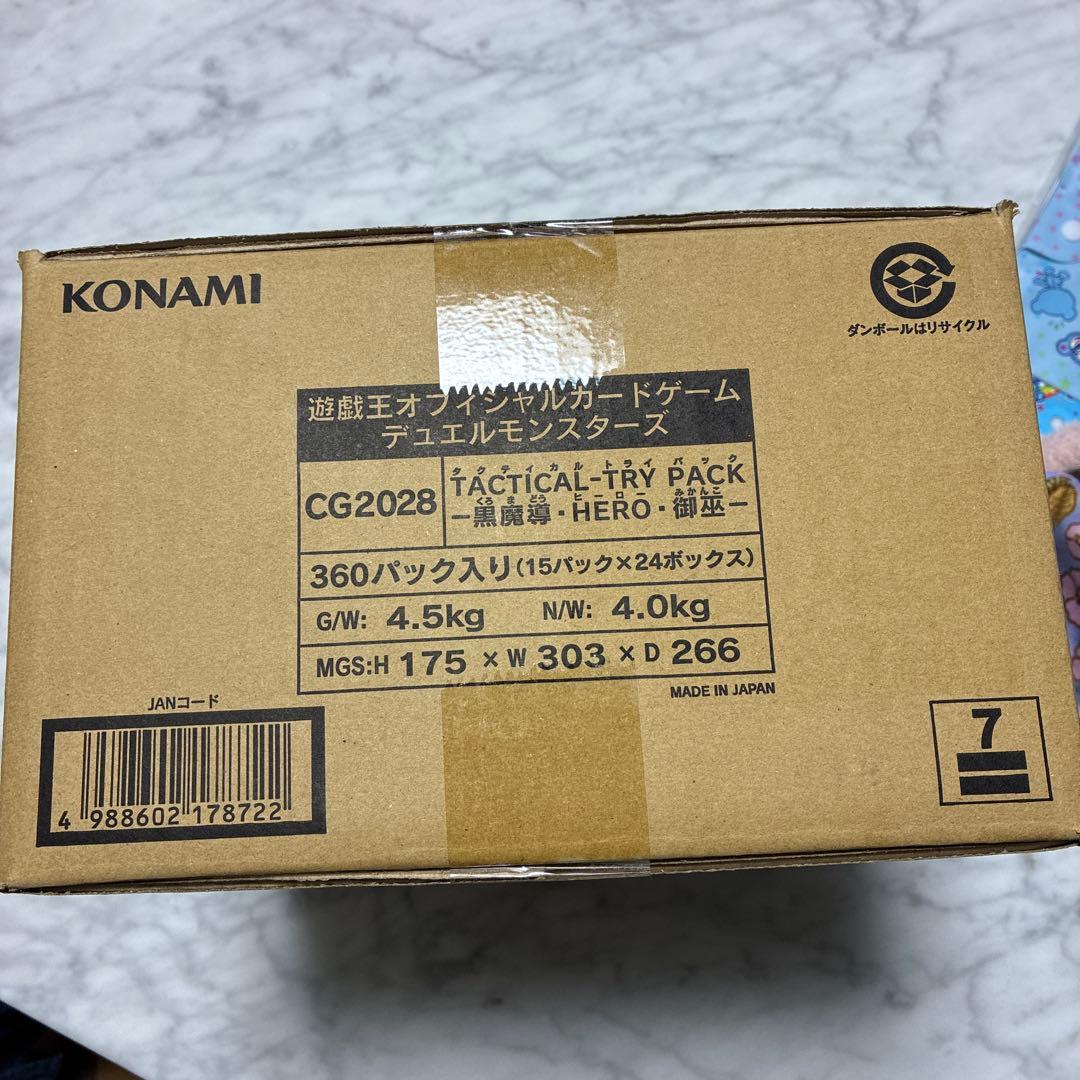 KONAMI
ダンボールはリサイクル
遊戯王オフィシャルカードゲーム
デュエルモンスターズ
CG2028
タクティカル トライ パック
TACTICAL-TRY PACK
くろ ま どう ヒーロー みかんこ
-黒魔導・HERO・御巫-
360パック入り(15パック×24ボックス)
G/W: 4.5kg N/W: 4.0kg
MGS:H 175 × W 303 × D 266
MADE IN JAPAN
JANコード
4 988602 178722
7